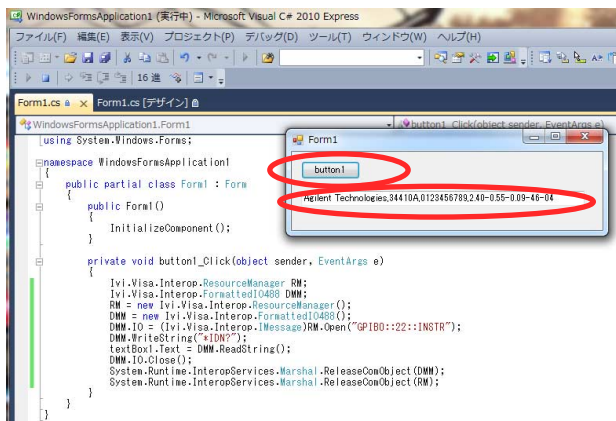 WindowsFormsApplication1 (実行中) - Microsoft Visual C# 2010 Express
ファイル(F) 編集(E) 表示(V) プロジェクト(P) デバッグ(D) ツール(T) ウィンドウ(W) ヘルプ(H)
16 進
Form1.cs Form1.cs [デザイン]
WindowsFormsApplication1.Form1 button1_Click(object sender, EventArgs e)
using System.Windows.Forms;
Form1
namespace WindowsFormsApplication1
button1
{
public partial class Form1 : Form
Agilent Technologies,34410A,0123456789,2.40-0.55-0.09-46-04
{
public Form1()
{
InitializeComponent();
}
private void button1_Click(object sender, EventArgs e)
{
Ivi.Visa.Interop.ResourceManager RM;
Ivi.Visa.Interop.FormattedIO488 DMM;
RM = new Ivi.Visa.Interop.ResourceManager();
DMM = new Ivi.Visa.Interop.FormattedIO488();
DMM.IO = (Ivi.Visa.Interop.IMessage)RM.Open("GPIB0::22::INSTR");
DMM.WriteString("*IDN?");
textBox1.Text = DMM.ReadString();
DMM.IO.Close();
System.Runtime.InteropServices.Marshal.ReleaseComObject(DMM);
System.Runtime.InteropServices.Marshal.ReleaseComObject(RM);
}
}
}